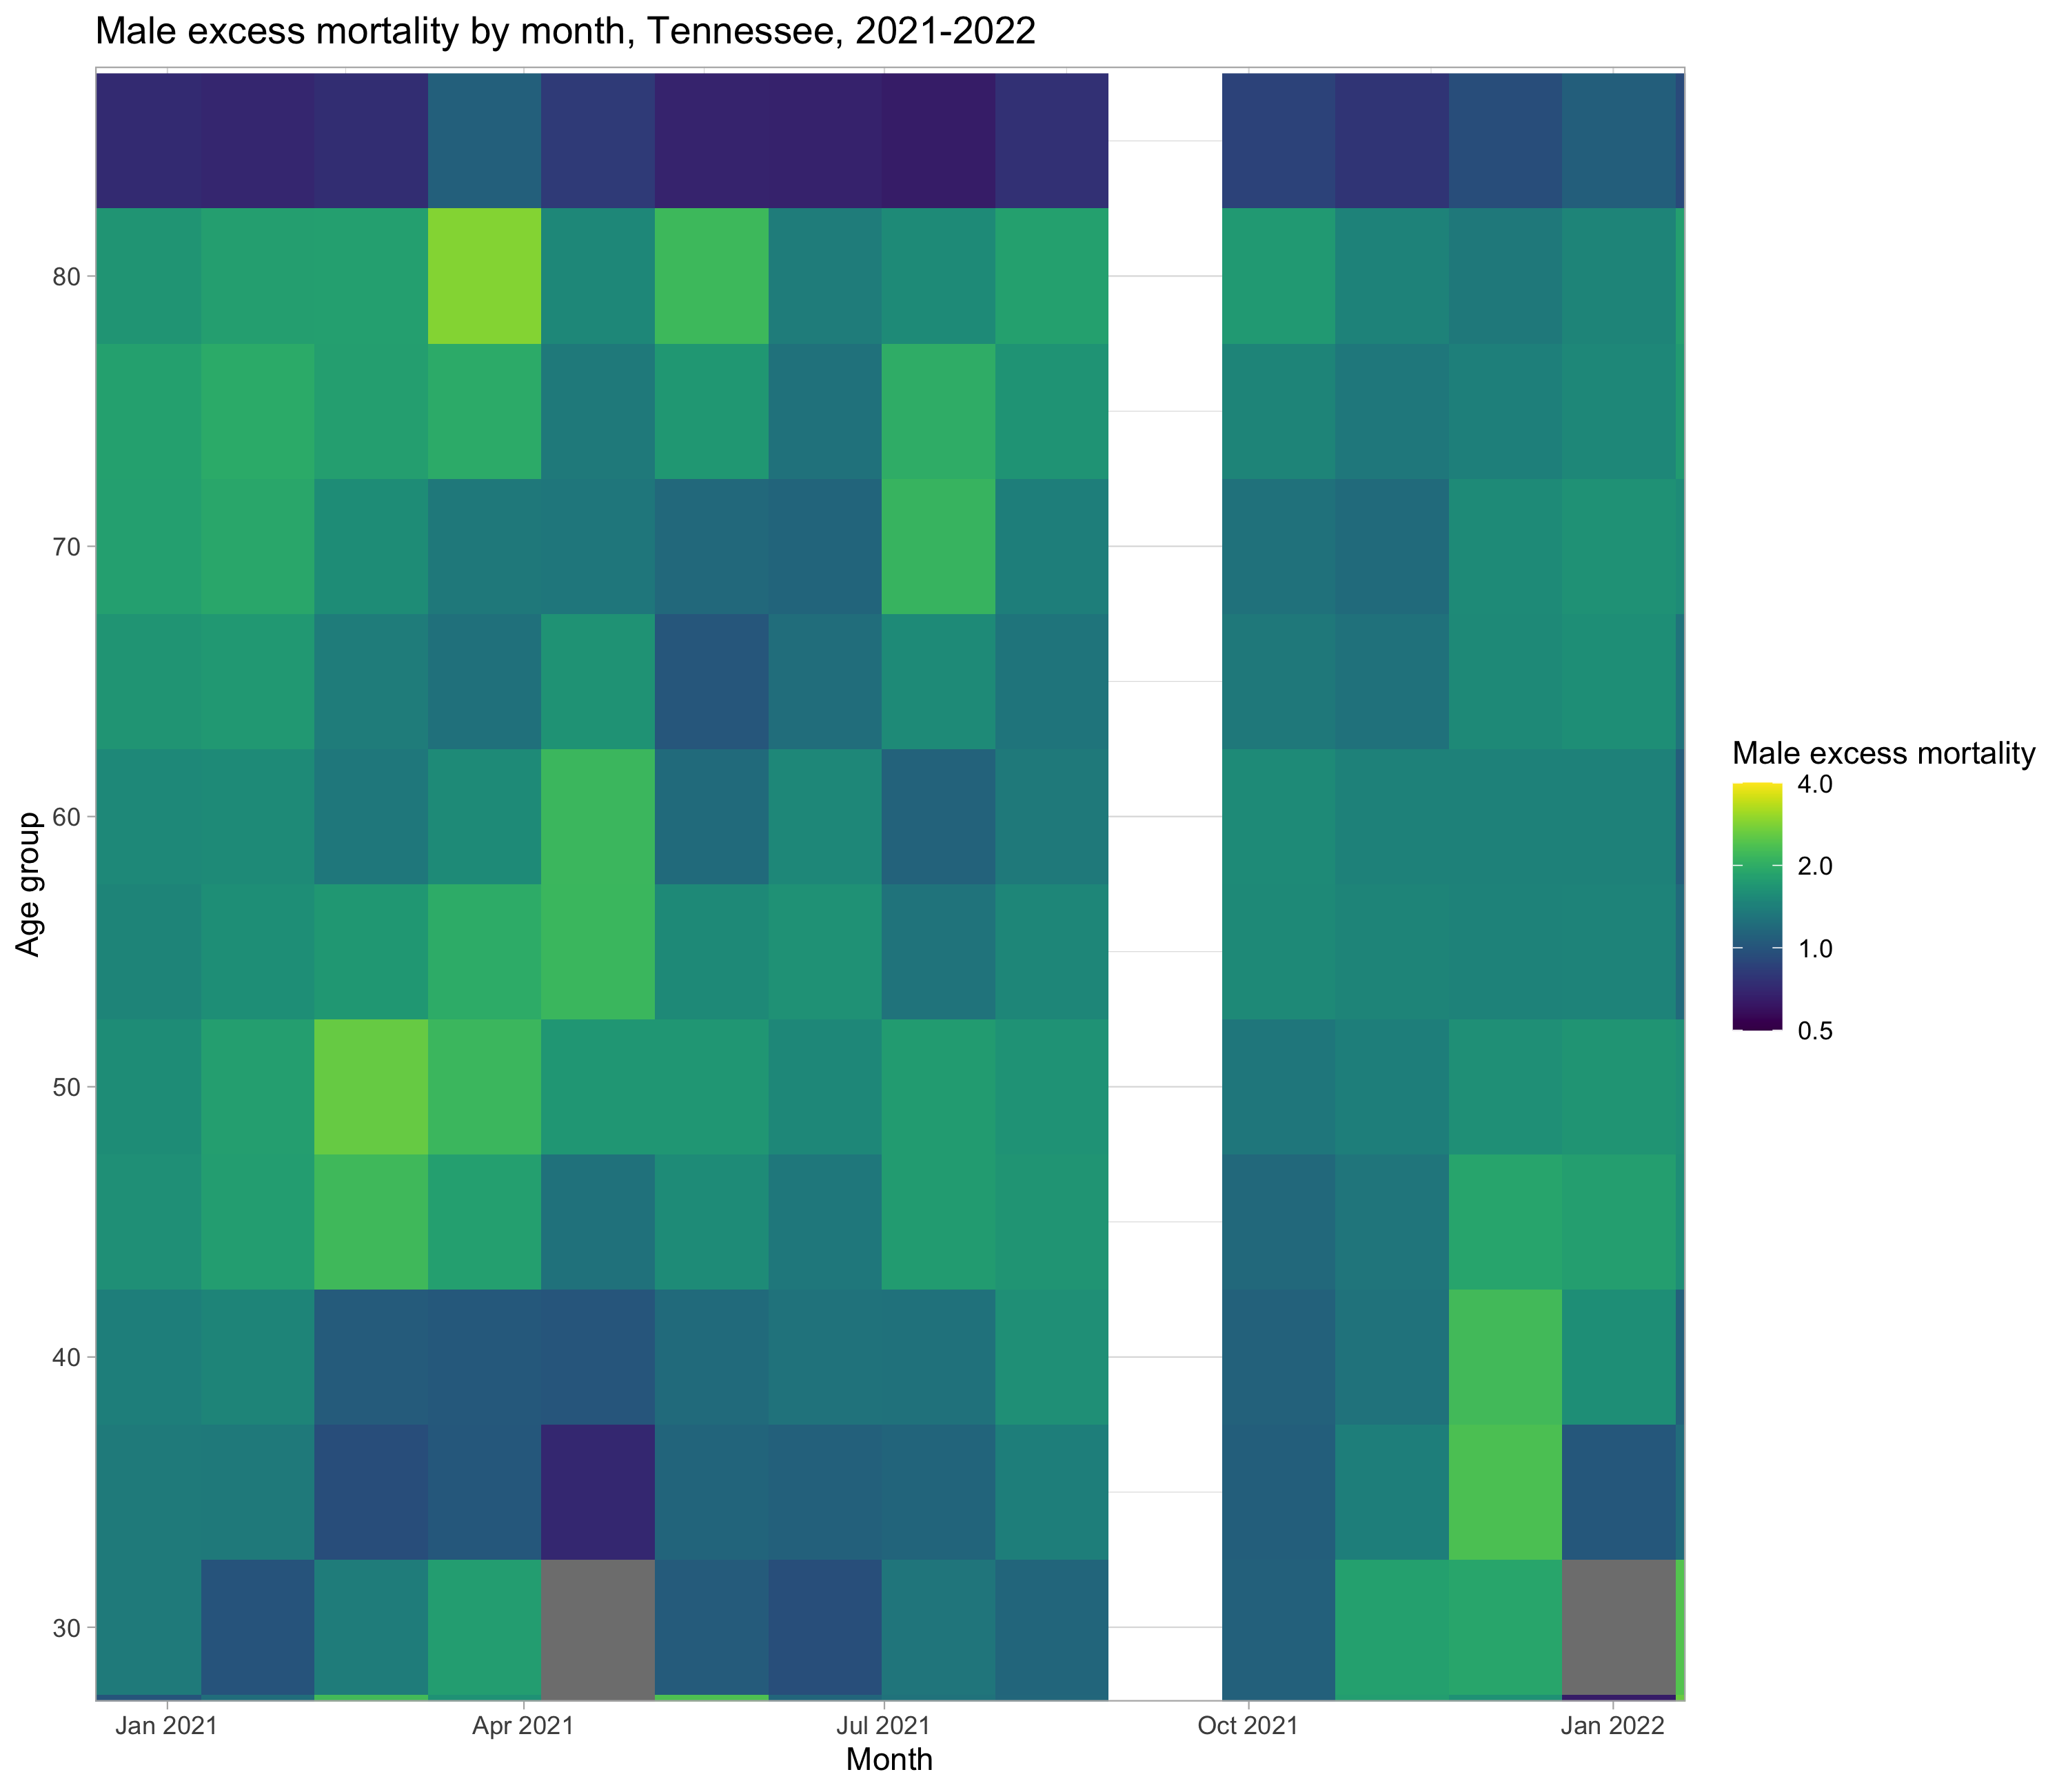 Male excess mortality by month, Tennessee, 2021-2022
80
70
60
50
40
30
Age group
Jan 2021
Apr 2021
Jul 2021
Oct 2021
Jan 2022
Month
Male excess mortality
4.0
2.0
1.0
0.5